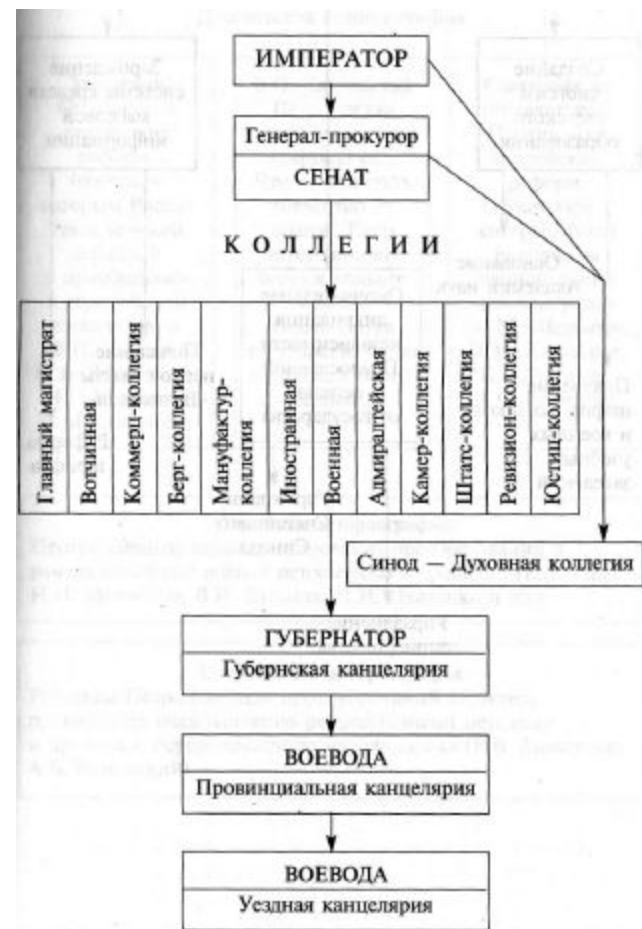 ИМПЕРАТОР
Генерал-прокурор
СЕНАТ
КОЛЛЕГИИ
Главный магистрат
Вотчинная
Коммерц-коллегия
Берг-коллегия
Мануфактур-
коллегия
Иностранная
Военная
Адмиралтейская
Камер-коллегия
Штатс-коллегия
Ревизион-коллегия
Юстиц-коллегия
Синод — Духовная коллегия
ГУБЕРНАТОР
Губернская канцелярия
ВОЕВОДА
Провинциальная канцелярия
ВОЕВОДА
Уездная канцелярия